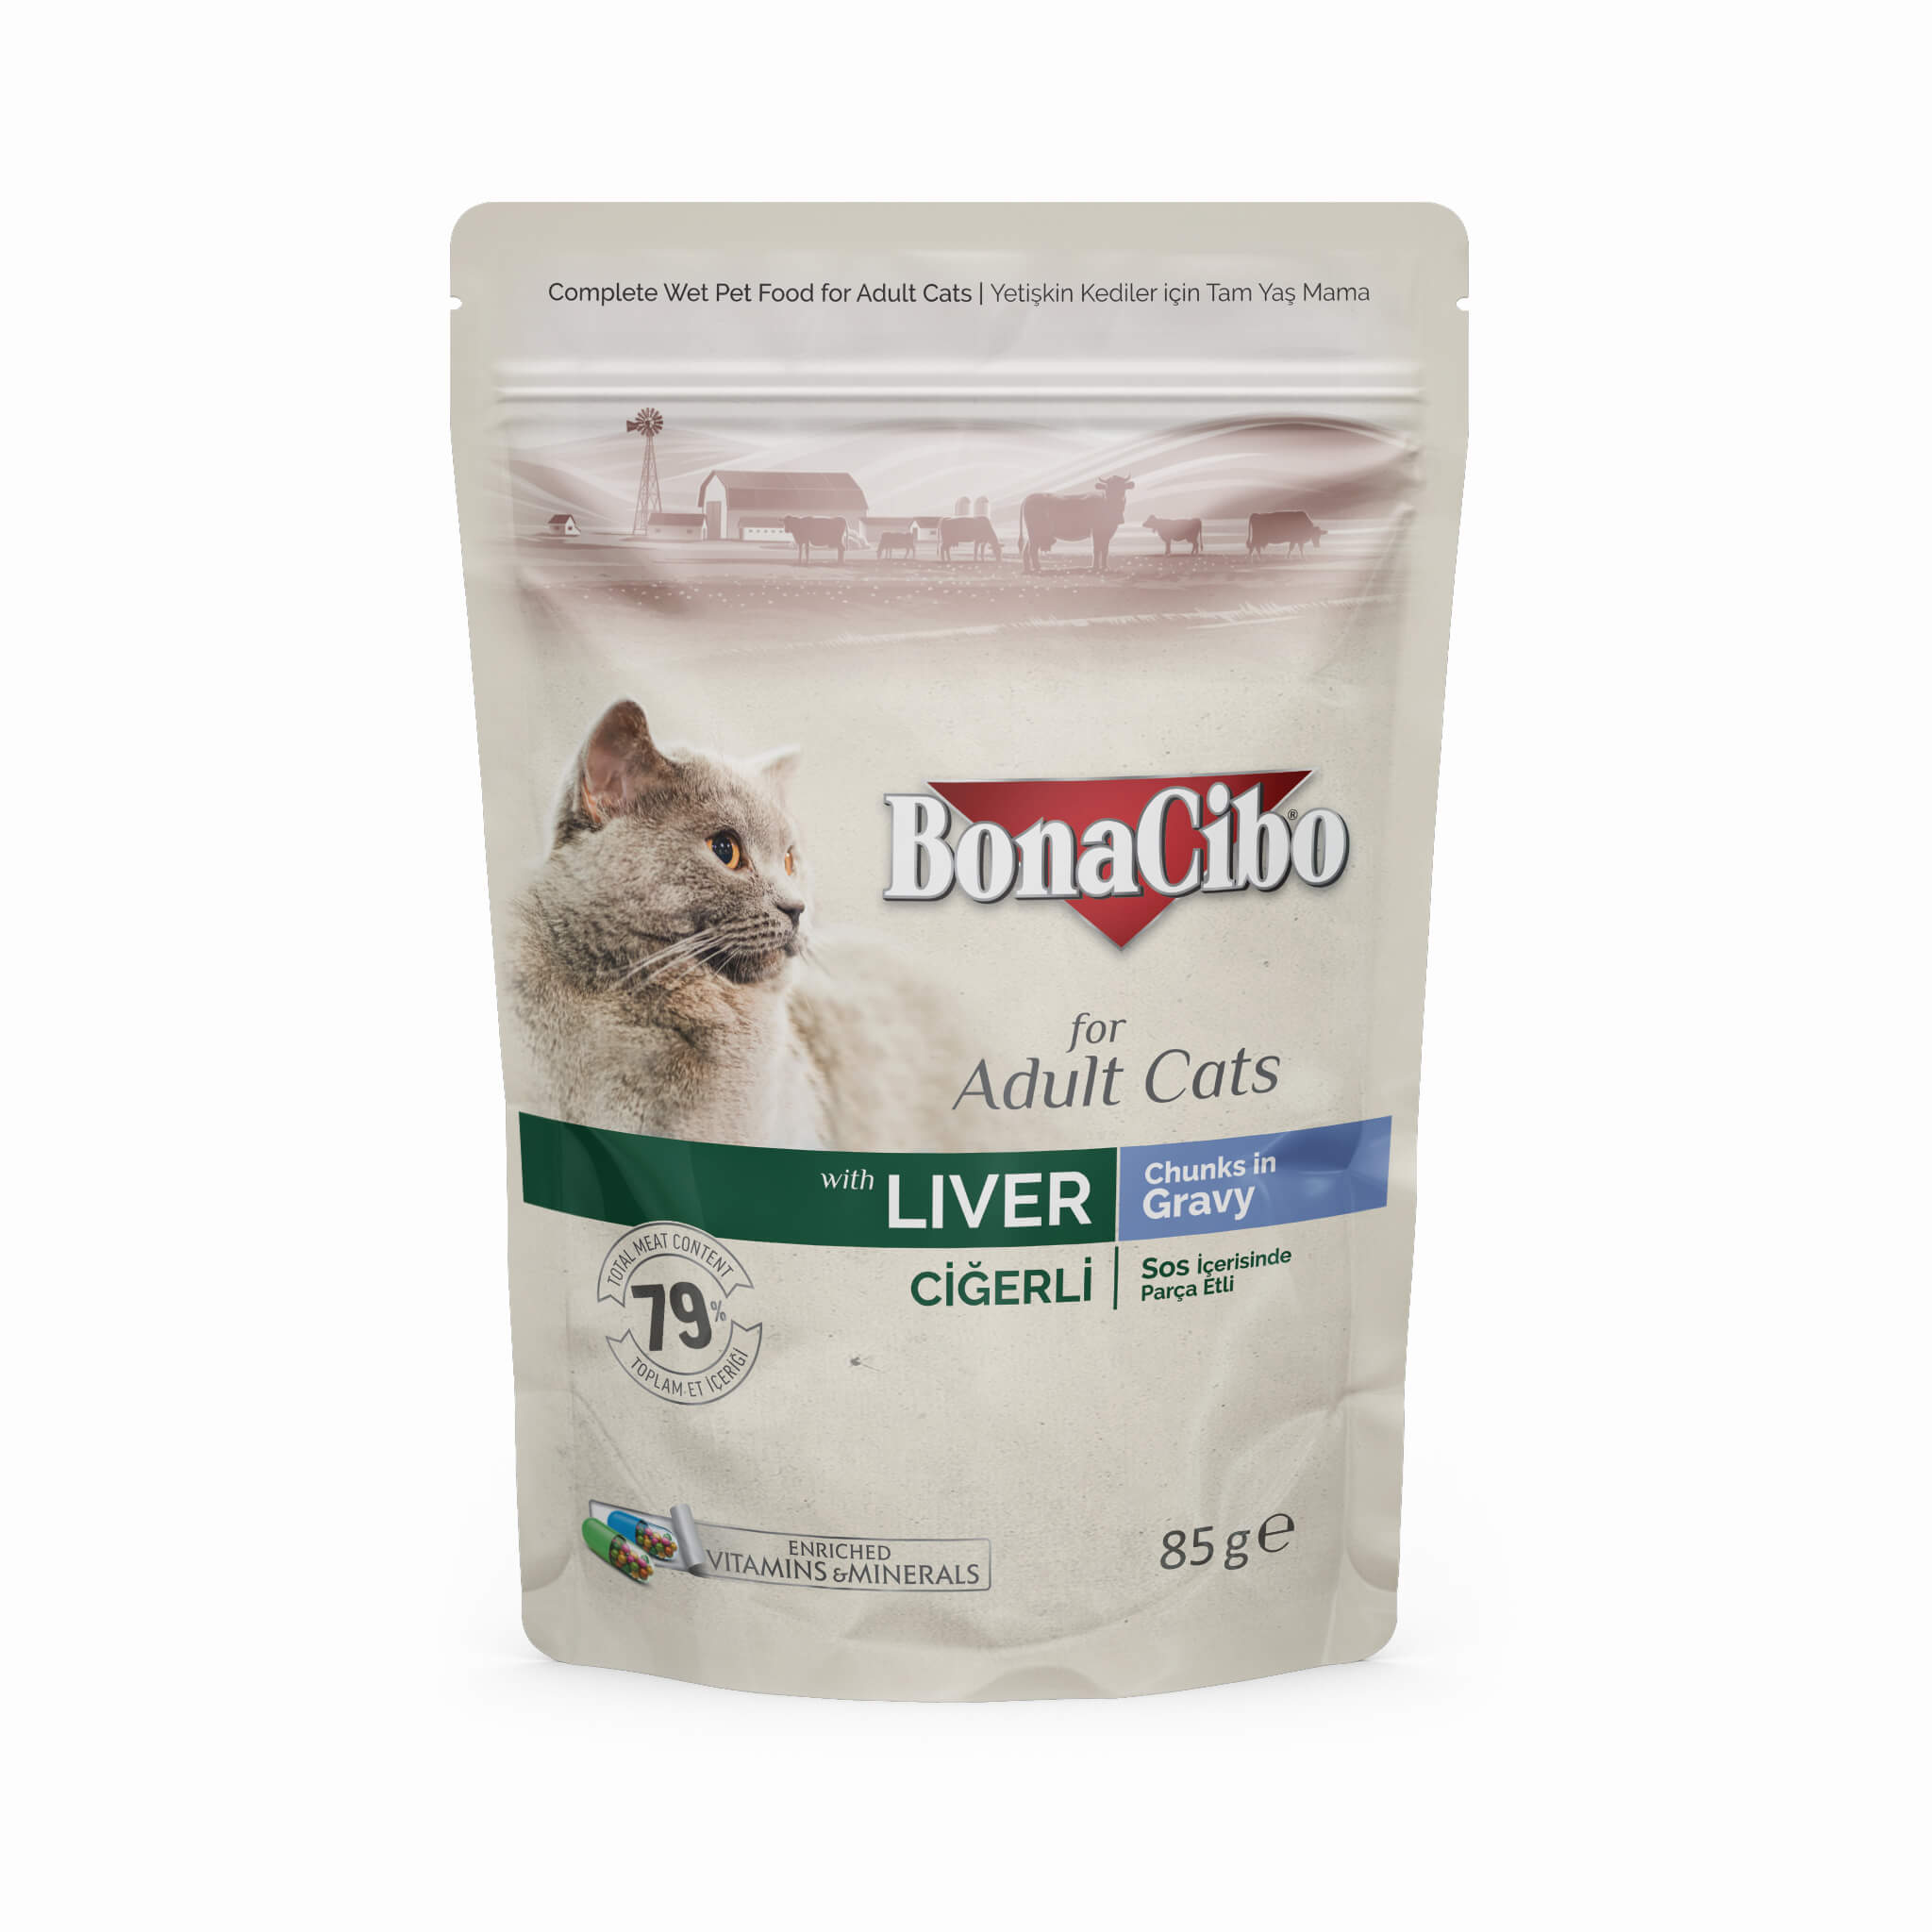 Complete Wet Pet Food for Adult Cats | Yetişkin Kediler için Tam Yaş Mama
BonaCibo®
for
Adult Cats
with LIVER
Chunks in
Gravy
CİĞERLİ
Sos İçerisinde
Parça Etli
TOTAL MEAT CONTENT
79%
TOPLAM ET İÇERİĞİ
ENRICHED
VITAMINS & MINERALS
85 g ℮